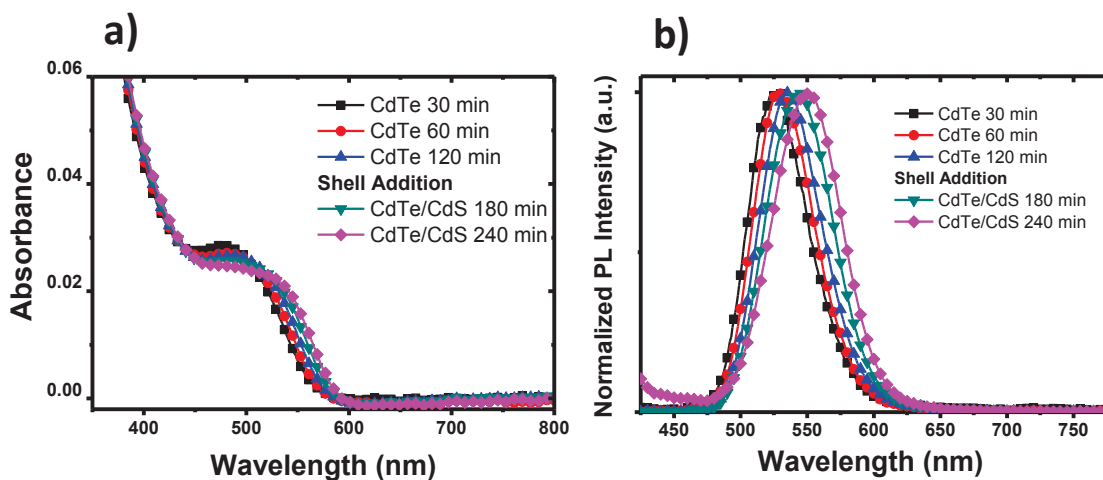 a)
0.06
0.04
0.02
0.00
Absorbance
CdTe 30 min
CdTe 60 min
CdTe 120 min
Shell Addition
CdTe/CdS 180 min
CdTe/CdS 240 min
400 500 600 700 800
Wavelength (nm)
b)
Normalized PL Intensity (a.u.)
CdTe 30 min
CdTe 60 min
CdTe 120 min
Shell Addition
CdTe/CdS 180 min
CdTe/CdS 240 min
450 500 550 600 650 700 750
Wavelength (nm)